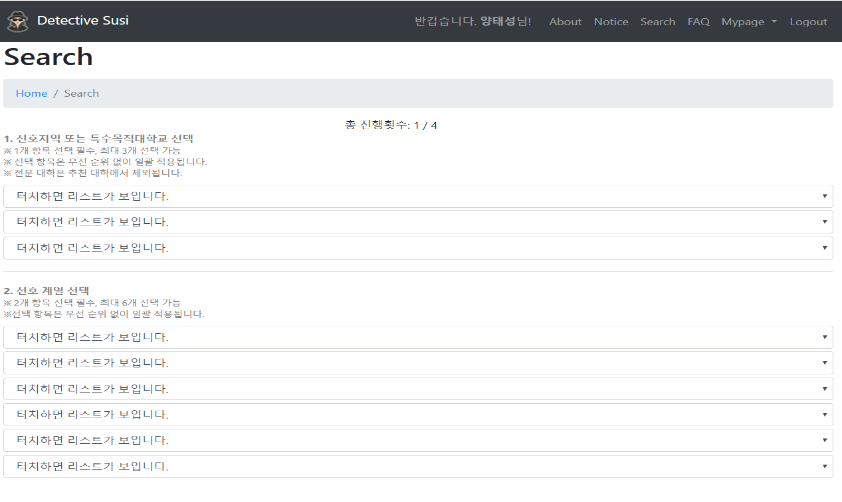 Detective Susi
반갑습니다. 양태성님! About Notice Search FAQ Mypage Logout
Search
Home / Search
총 진행횟수: 1 / 4
1. 선호지역 또는 특수목적대학교 선택
※ 1개 항목 선택 필수, 최대 3개 선택 가능
※ 선택 항목은 우선 순위 없이 일괄 적용됩니다.
※ 전문 대학은 추천 대학에서 제외됩니다.
터치하면 리스트가 보입니다.
터치하면 리스트가 보입니다.
터치하면 리스트가 보입니다.
2. 선호 계열 선택
※ 2개 항목 선택 필수, 최대 6개 선택 가능
※선택 항목은 우선 순위 없이 일괄 적용됩니다.
터치하면 리스트가 보입니다.
터치하면 리스트가 보입니다.
터치하면 리스트가 보입니다.
터치하면 리스트가 보입니다.
터치하면 리스트가 보입니다.
터치하면 리스트가 보입니다.